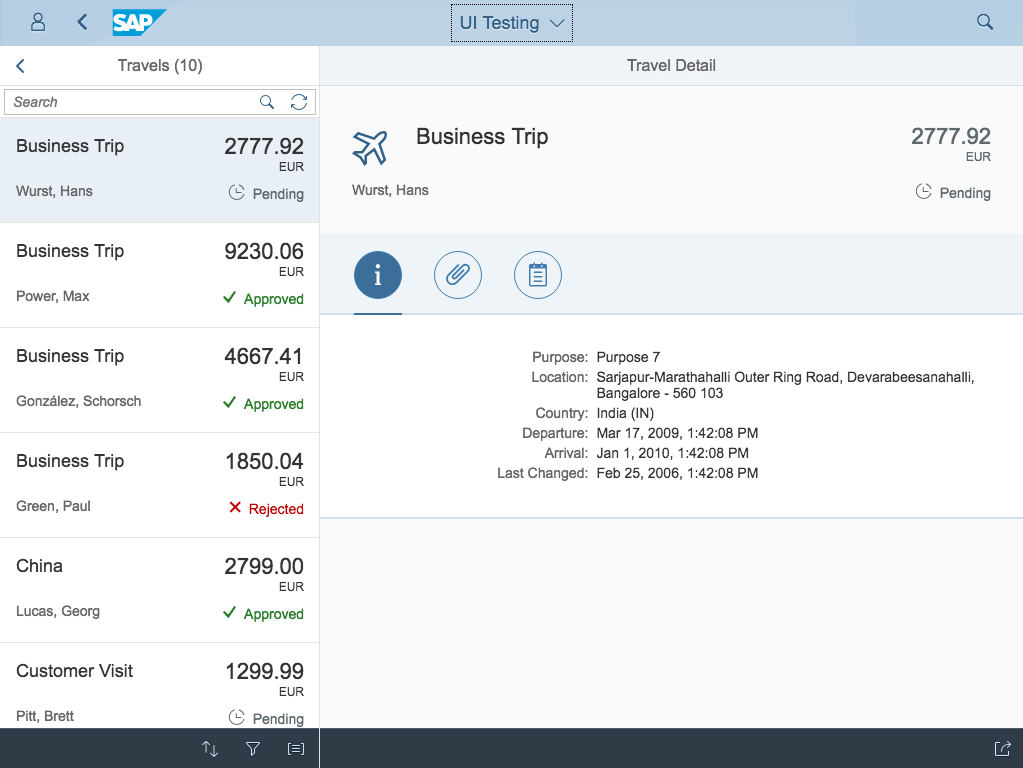 SAP
UI Testing
Travels (10)
Search
Business Trip 2777.92
EUR
Wurst, Hans Pending
Business Trip 9230.06
EUR
Power, Max Approved
Business Trip 4667.41
EUR
González, Schorsch Approved
Business Trip 1850.04
EUR
Green, Paul Rejected
China 2799.00
EUR
Lucas, Georg Approved
Customer Visit 1299.99
EUR
Pitt, Brett Pending
Travel Detail
Business Trip 2777.92
EUR
Wurst, Hans Pending
Purpose: Purpose 7
Location: Sarjapur-Marathahalli Outer Ring Road, Devarabeesanahalli,
Bangalore - 560 103
Country: India (IN)
Departure: Mar 17, 2009, 1:42:08 PM
Arrival: Jan 1, 2010, 1:42:08 PM
Last Changed: Feb 25, 2006, 1:42:08 PM